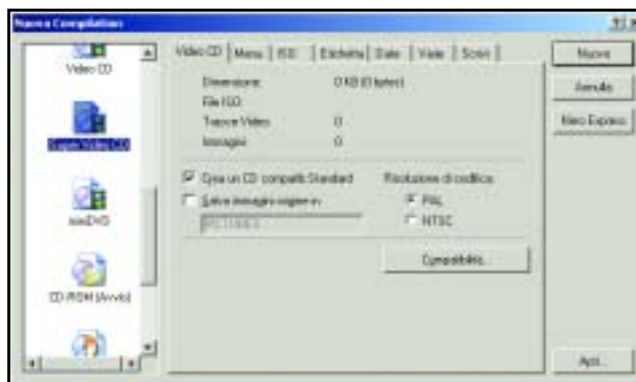 Nuova Compilation
Video CD
Super Video CD
miniDVD
CD-ROM (Avvio)
Video CD Menu ISO Etichetta Date Varie Scrivi
Dimensione: 0 KB (0 bytes)
File ISO:
Tracce Video 0
Immagini 0
Crea un CD compatib. Standard
Salva immagini origine in:
PICTURES
Risoluzione di codifica:
PAL
NTSC
Compatibilità...
Nuovo
Annulla
Nero Express
Apri...